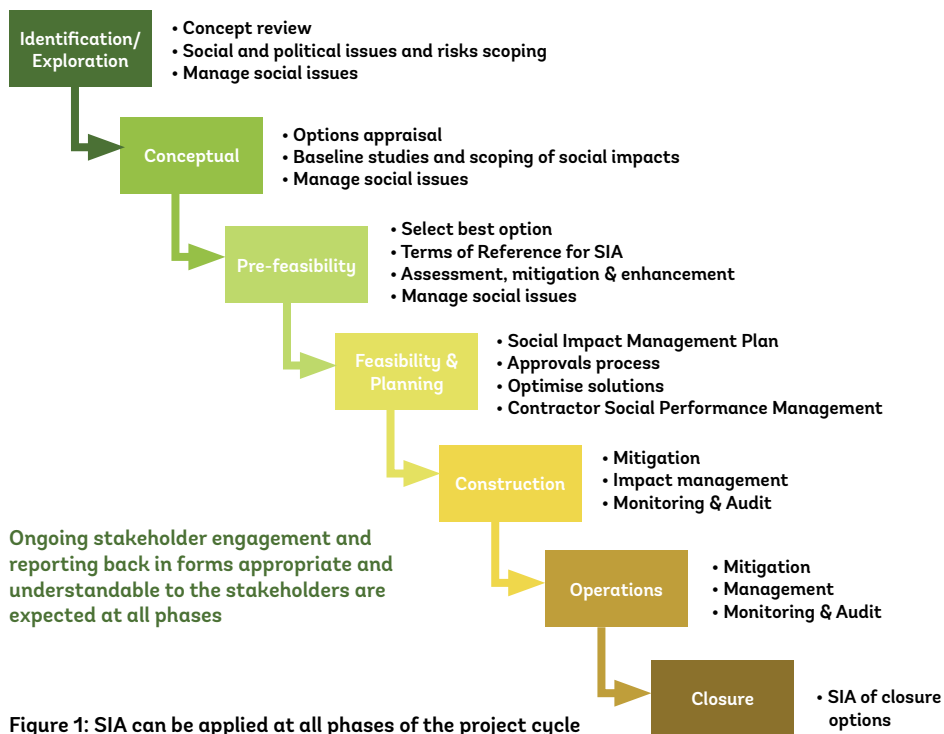 Identification/
Exploration
• Concept review
• Social and political issues and risks scoping
• Manage social issues
Conceptual
• Options appraisal
• Baseline studies and scoping of social impacts
• Manage social issues
Pre-feasibility
• Select best option
• Terms of Reference for SIA
• Assessment, mitigation & enhancement
• Manage social issues
Feasibility &
Planning
• Social Impact Management Plan
• Approvals process
• Optimise solutions
• Contractor Social Performance Management
Construction
• Mitigation
• Impact management
• Monitoring & Audit
Ongoing stakeholder engagement and
reporting back in forms appropriate and
understandable to the stakeholders are
expected at all phases
Operations
• Mitigation
• Management
• Monitoring & Audit
Closure
• SIA of closure
options
Figure 1: SIA can be applied at all phases of the project cycle